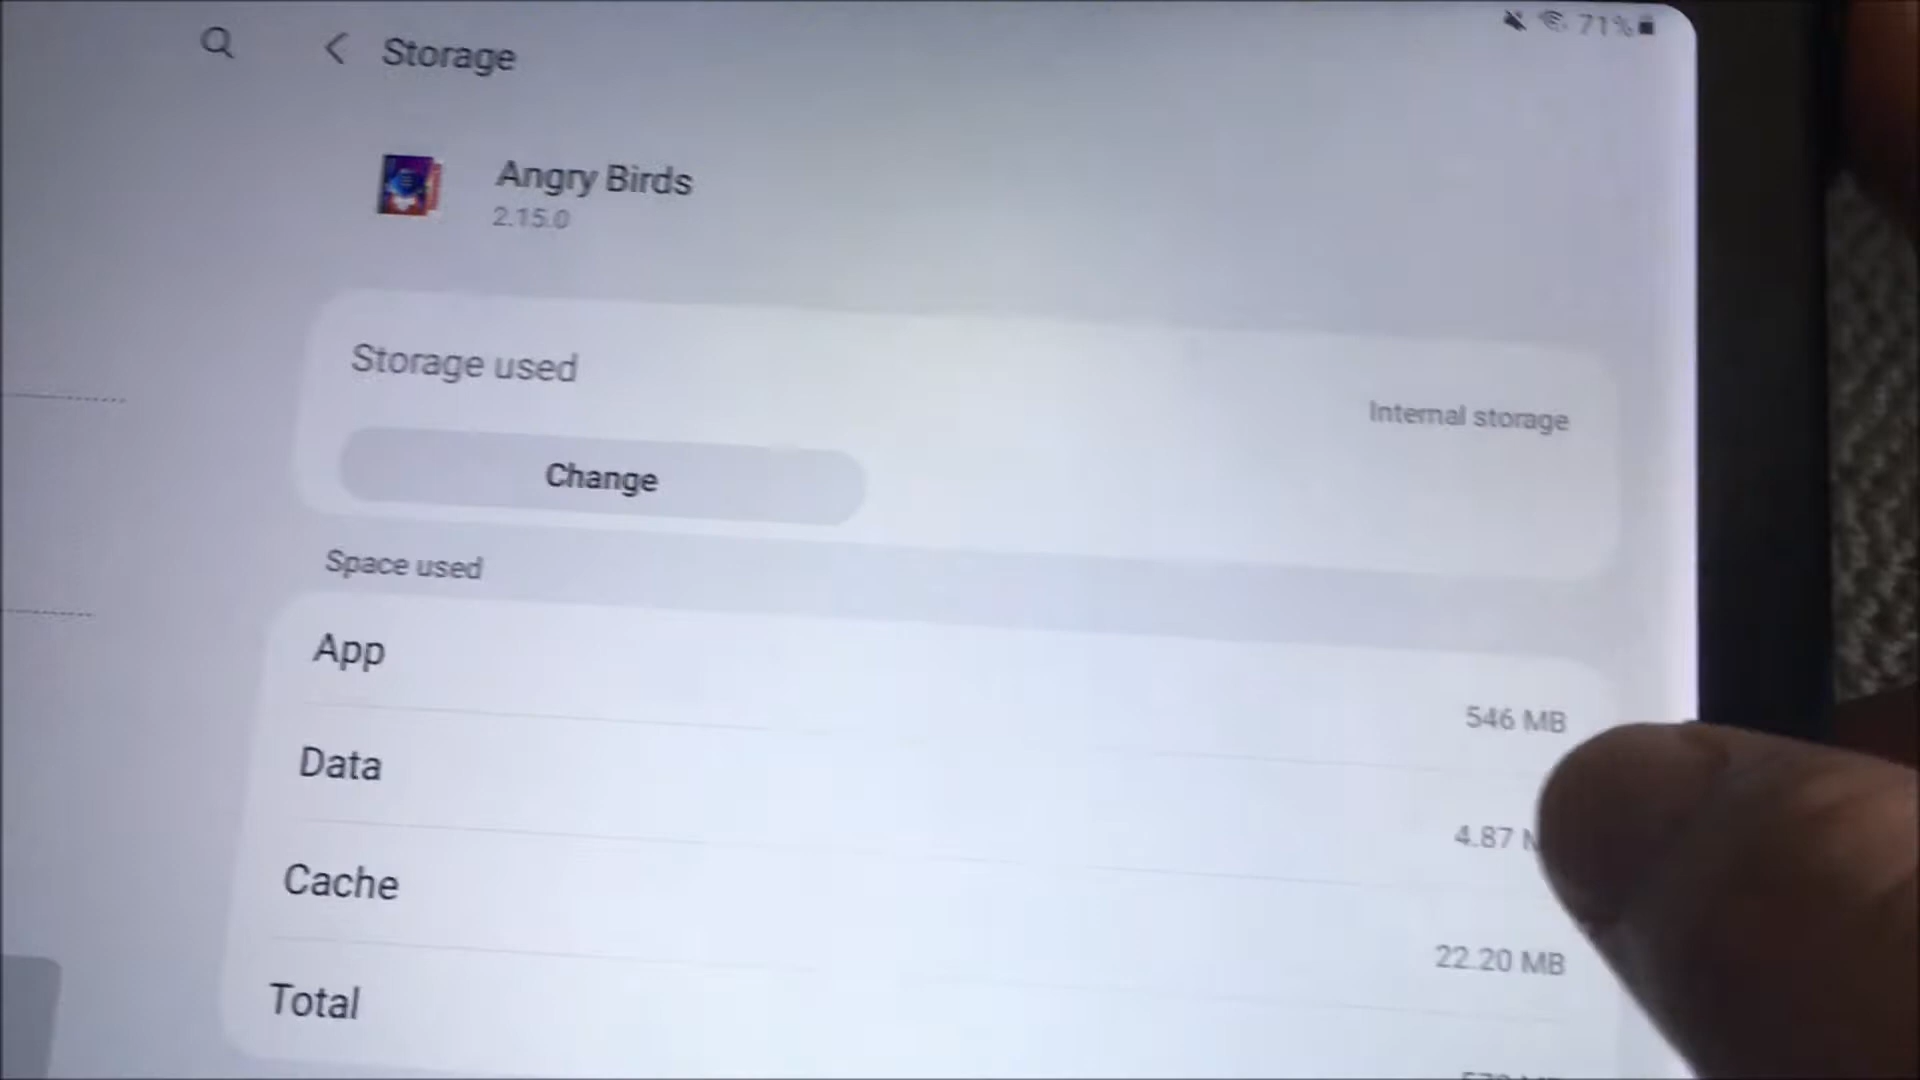 Storage
71%
Angry Birds
2.15.0
Storage used
Internal storage
Change
Space used
App
546 MB
Data
4.87
Cache
22.20 MB
Total